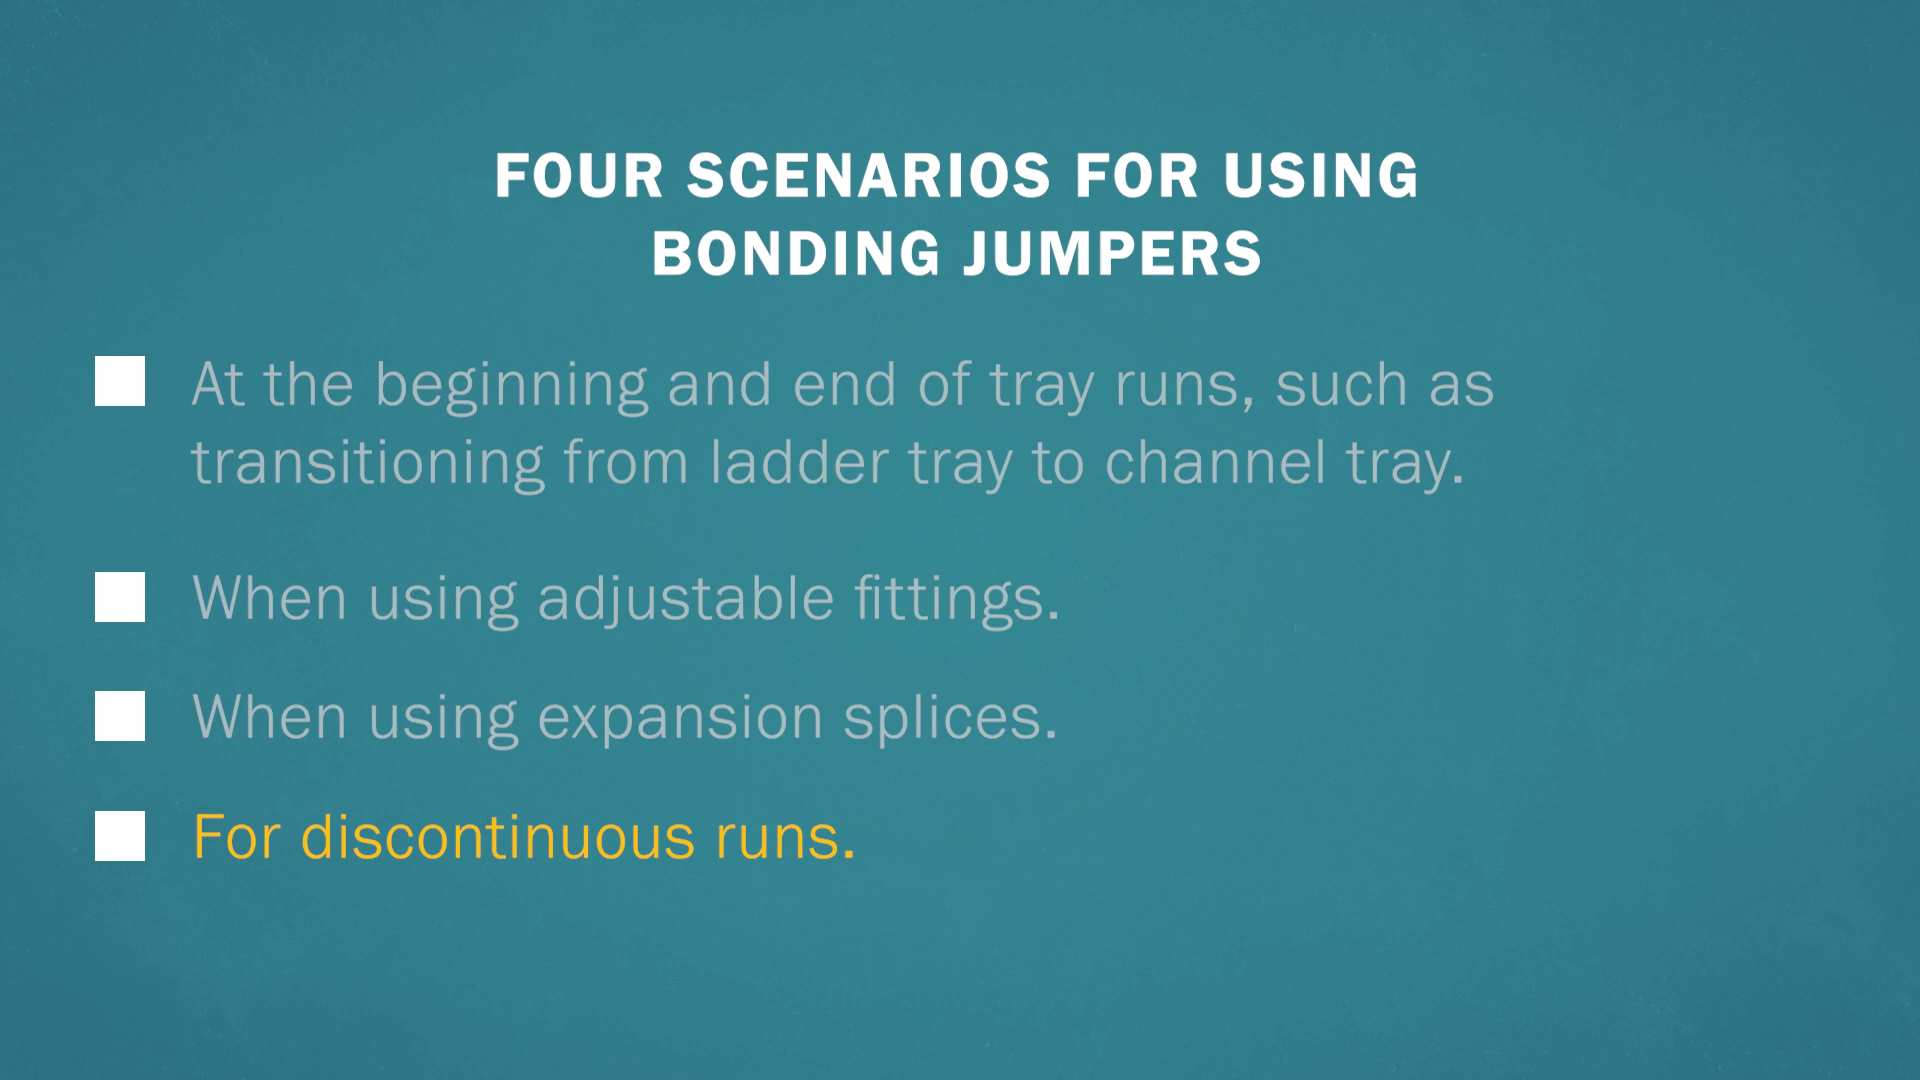 FOUR SCENARIOS FOR USING
BONDING JUMPERS
At the beginning and end of tray runs, such as
transitioning from ladder tray to channel tray.
When using adjustable fittings.
When using expansion splices.
For discontinuous runs.